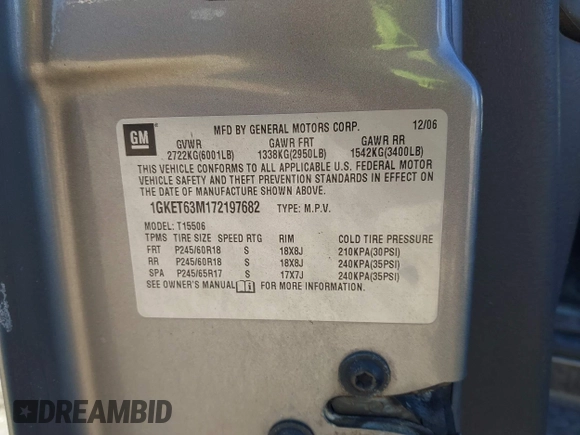 GM
MFD BY GENERAL MOTORS CORP. 12/06
GVWR GAWR FRT GAWR RR
2722KG(6001LB) 1338KG(2950LB) 1542KG(3400LB)
THIS VEHICLE CONFORMS TO ALL APPLICABLE U.S. FEDERAL MOTOR
VEHICLE SAFETY AND THEFT PREVENTION STANDARDS IN EFFECT ON
THE DATE OF MANUFACTURE SHOWN ABOVE.
1GKET63M172197682 TYPE: M.P.V.
MODEL: T15506
TPMS TIRE SIZE SPEED RTG RIM COLD TIRE PRESSURE
FRT P245/60R18 S 18X8J 210KPA(30PSI)
RR P245/60R18 S 18X8J 240KPA(35PSI)
SPA P245/65R17 S 17X7J 240KPA(35PSI)
SEE OWNER'S MANUAL FOR MORE INFORMATION.
DREAMBID